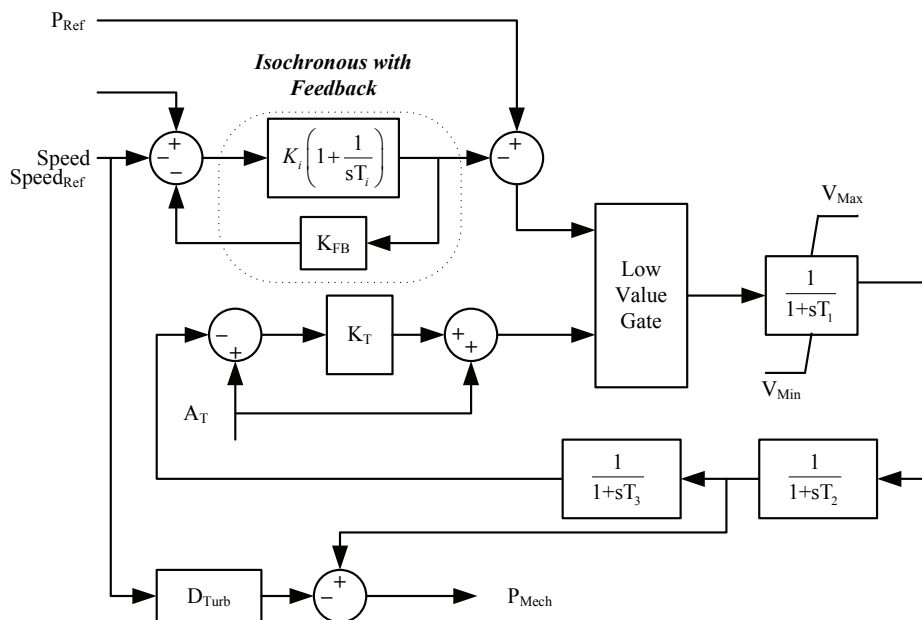 P_Ref
Isochronous with
Feedback
+
−
−
K_i(1+1/sT_i)
−
+
Speed
Speed_Ref
K_FB
V_Max
Low
Value
Gate
1/1+sT_1
V_Min
−
+
K_T
+
+
A_T
1/1+sT_3
1/1+sT_2
D_Turb
+
−
P_Mech